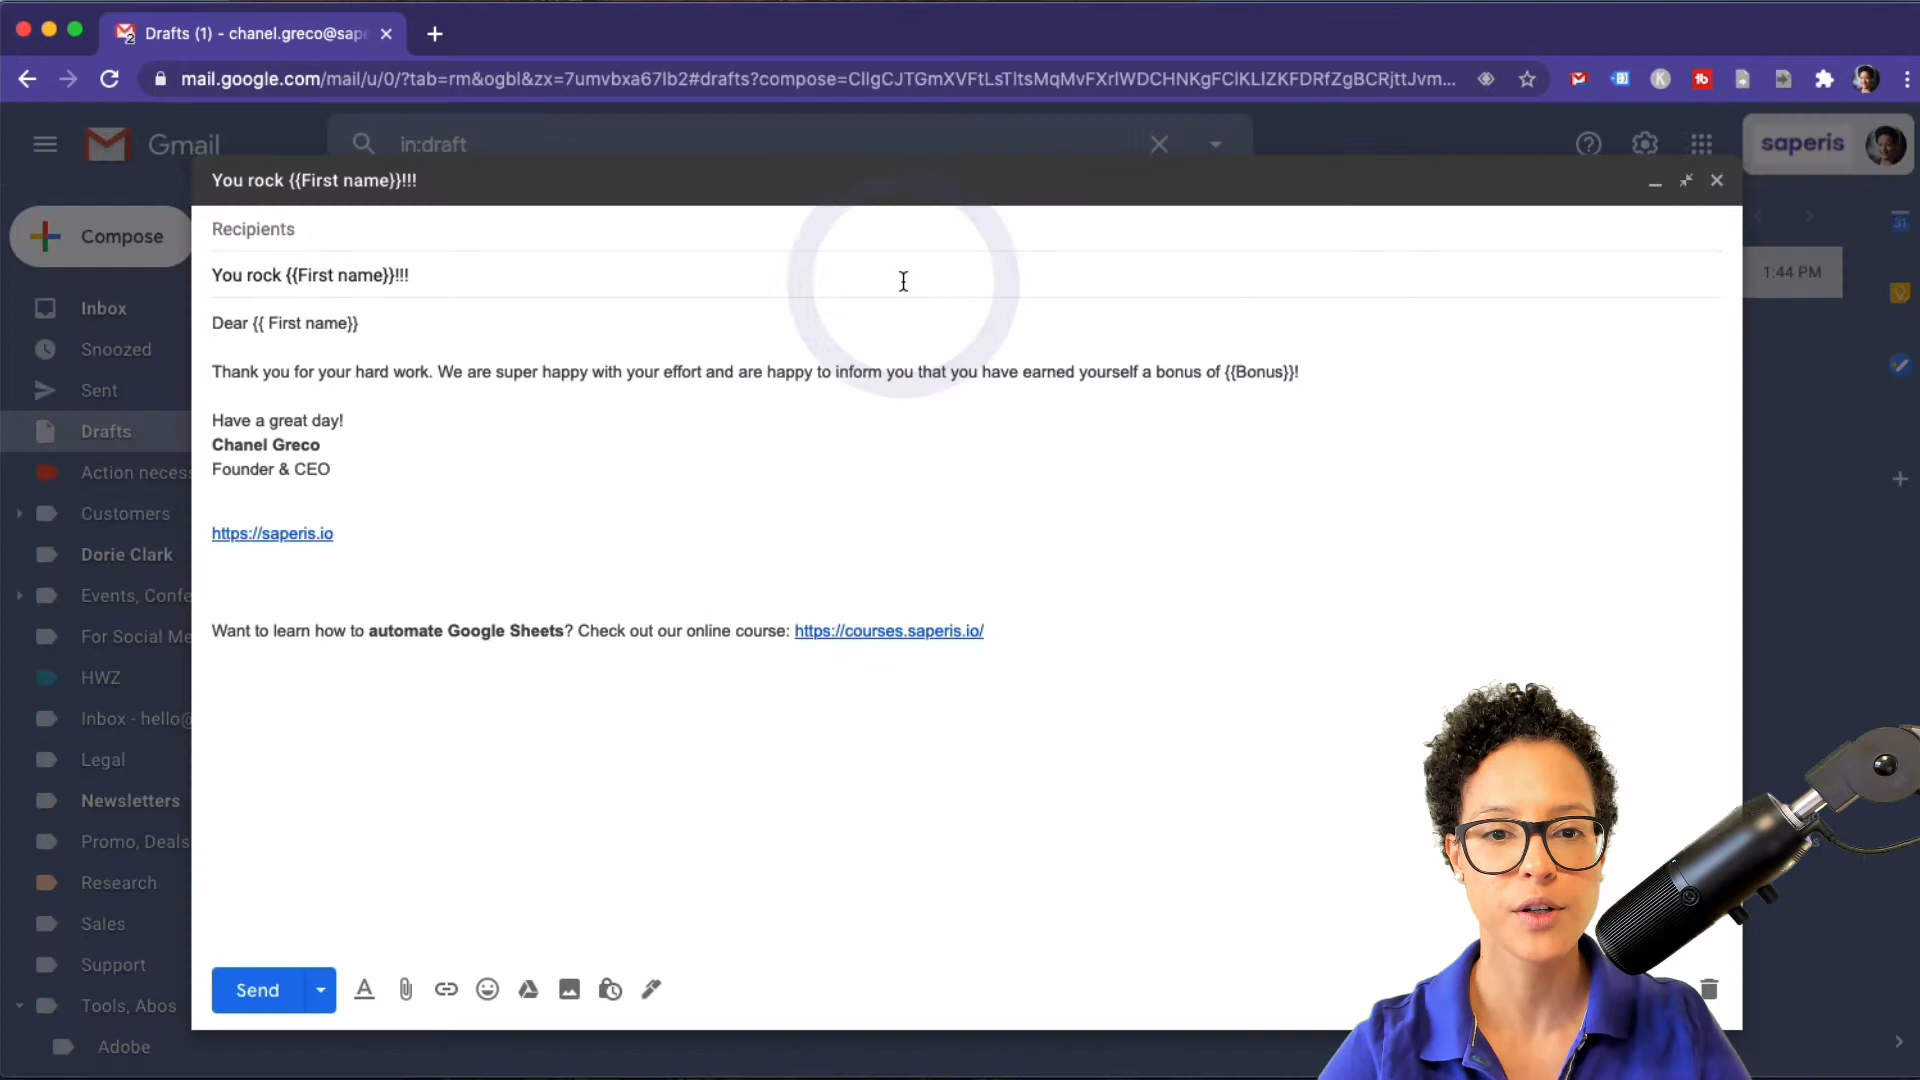 Drafts (1) - chanel.greco@sape
mail.google.com/mail/u/0/?tab=rm&ogbl&zx=7umvbxa67lb2#drafts?compose=CllgCJTGmXVFtLsTltsMqMvFXrlWDCHNKgFClKLIZKFDRfZgBCRjttJvm...
Gmail
in:draft
saperis
You rock {{First name}}!!!
Compose
Recipients
You rock {{First name}}!!!
1:44 PM
Dear {{ First name}}
Thank you for your hard work. We are super happy with your effort and are happy to inform you that you have earned yourself a bonus of {{Bonus}}!
Have a great day!
Chanel Greco
Founder & CEO
https://saperis.io
Want to learn how to automate Google Sheets? Check out our online course: https://courses.saperis.io/
Inbox
Snoozed
Sent
Drafts
Action necess
Customers
Dorie Clark
Events, Confe
For Social Me
HWZ
Inbox - hello@
Legal
Newsletters
Promo, Deals
Research
Sales
Support
Tools, Abos
Adobe
Send
31